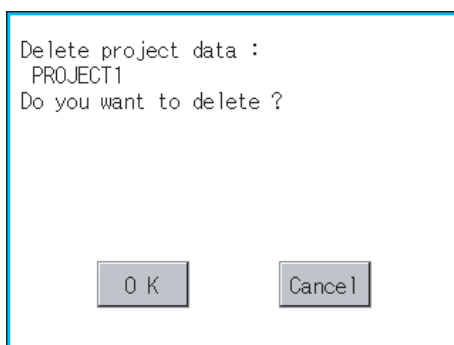 Delete project data :
PROJECT1
Do you want to delete ?
O K
Cancel